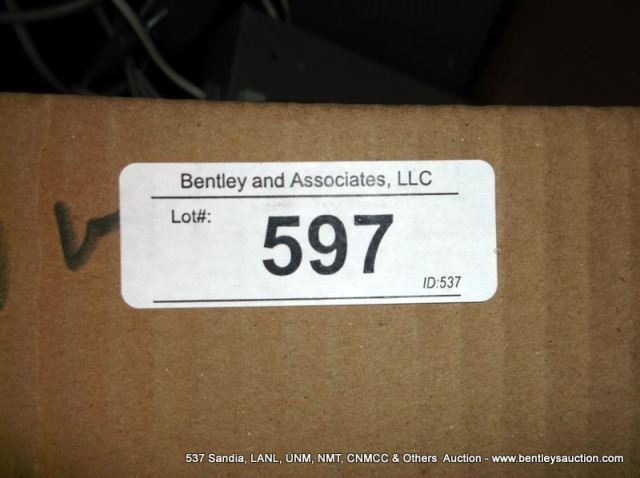 Bentley and Associates, LLC
Lot#:
597
ID:537
537 Sandia, LANL, UNM, NMT, CNMCC & Others  Auction - www.bentleysauction.com